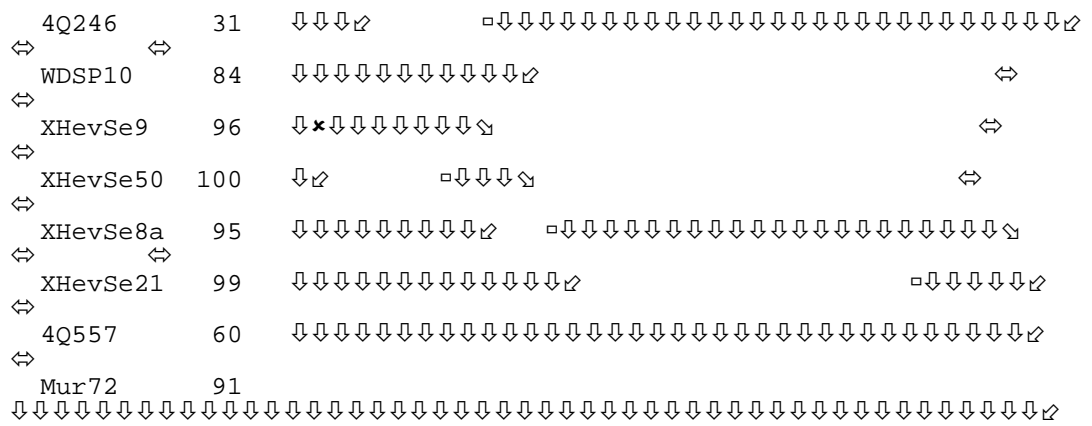 4Q246 31
WDSP10 84
XHevSe9 96
XHevSe50 100
XHevSe8a 95
XHevSe21 99
4Q557 60
Mur72 91